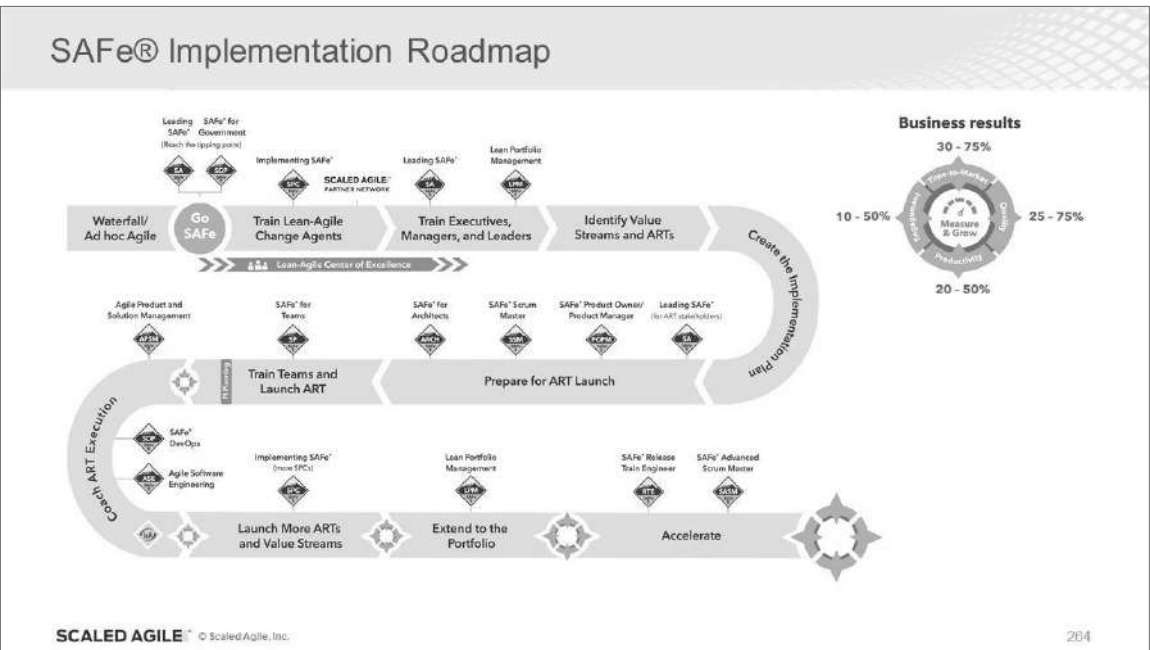 SAFe® Implementation Roadmap
Leading
SAFe®
(Reach the tipping point)
SAFe® for
Government
SA
SGP
Implementing SAFe®
SPC
SCALED AGILE®
PARTNER NETWORK
Leading SAFe®
SA
Lean Portfolio
Management
LPM
Waterfall/
Ad hoc Agile
Go
SAFe
Train Lean-Agile
Change Agents
Train Executives,
Managers, and Leaders
Identify Value
Streams and ARTs
Lean-Agile Center of Excellence
Create the Implementation Plan
Business results
30 - 75%
10 - 50%
25 - 75%
20 - 50%
Time-to-Market
Quality
Productivity
Engagement
Measure
& Grow
Agile Product and
Solution Management
APSM
SAFe® for
Teams
SP
SAFe® for
Architects
ARCH
SAFe® Scrum
Master
SSM
SAFe® Product Owner/
Product Manager
POPM
Leading SAFe®
(for ART stakeholders)
SA
PI Planning
Train Teams and
Launch ART
Prepare for ART Launch
Coach ART Execution
SDP
SAFe®
DevOps
ASE
Agile Software
Engineering
Implementing SAFe®
(more SPCs)
SPC
Lean Portfolio
Management
LPM
SAFe® Release
Train Engineer
RTE
SAFe® Advanced
Scrum Master
SASM
I&A
Launch More ARTs
and Value Streams
Extend to the
Portfolio
Accelerate
SCALED AGILE® © Scaled Agile, Inc.
264